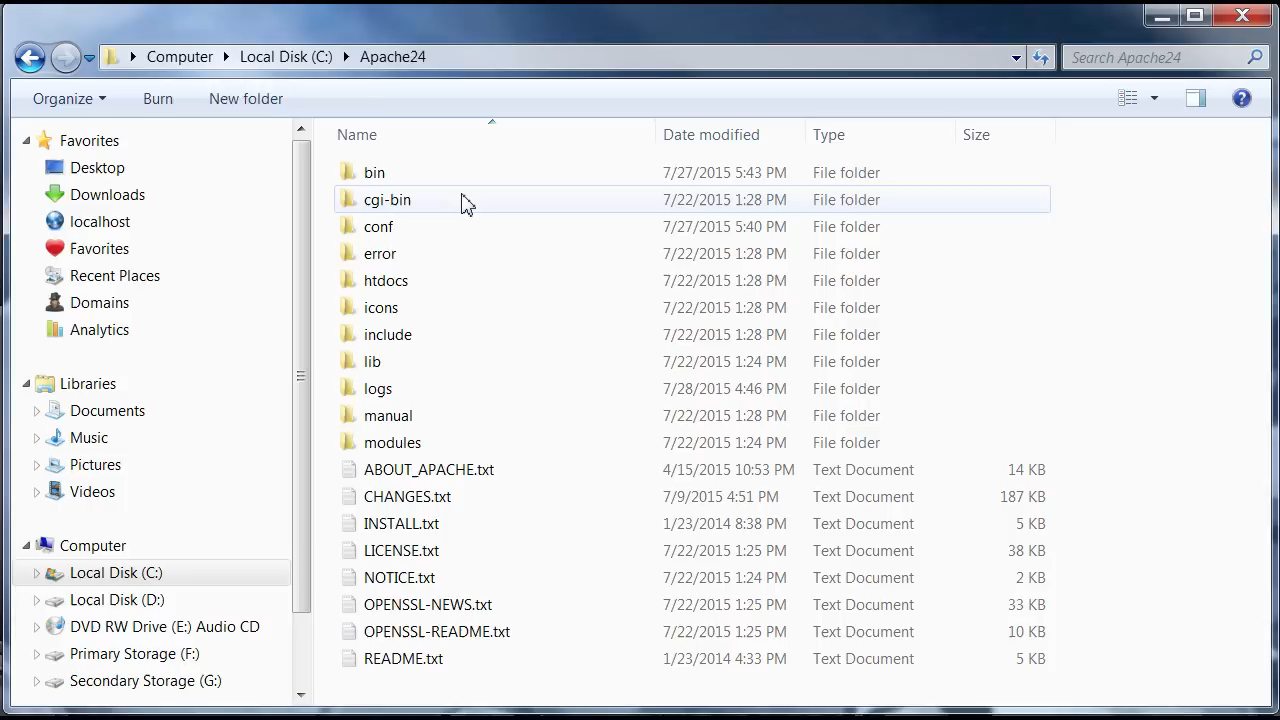 Computer Local Disk (C:) Apache24 Search Apache24
Organize Burn New folder
Favorites
Desktop
Downloads
localhost
Favorites
Recent Places
Domains
Analytics
Libraries
Documents
Music
Pictures
Videos
Computer
Local Disk (C:)
Local Disk (D:)
DVD RW Drive (E:) Audio CD
Primary Storage (F:)
Secondary Storage (G:)
Name Date modified Type Size
bin 7/27/2015 5:43 PM File folder
cgi-bin 7/22/2015 1:28 PM File folder
conf 7/27/2015 5:40 PM File folder
error 7/22/2015 1:28 PM File folder
htdocs 7/22/2015 1:28 PM File folder
icons 7/22/2015 1:28 PM File folder
include 7/22/2015 1:28 PM File folder
lib 7/22/2015 1:24 PM File folder
logs 7/28/2015 4:46 PM File folder
manual 7/22/2015 1:28 PM File folder
modules 7/22/2015 1:24 PM File folder
ABOUT_APACHE.txt 4/15/2015 10:53 PM Text Document 14 KB
CHANGES.txt 7/9/2015 4:51 PM Text Document 187 KB
INSTALL.txt 1/23/2014 8:38 PM Text Document 5 KB
LICENSE.txt 7/22/2015 1:25 PM Text Document 38 KB
NOTICE.txt 7/22/2015 1:24 PM Text Document 2 KB
OPENSSL-NEWS.txt 7/22/2015 1:25 PM Text Document 33 KB
OPENSSL-README.txt 7/22/2015 1:25 PM Text Document 10 KB
README.txt 1/23/2014 4:33 PM Text Document 5 KB